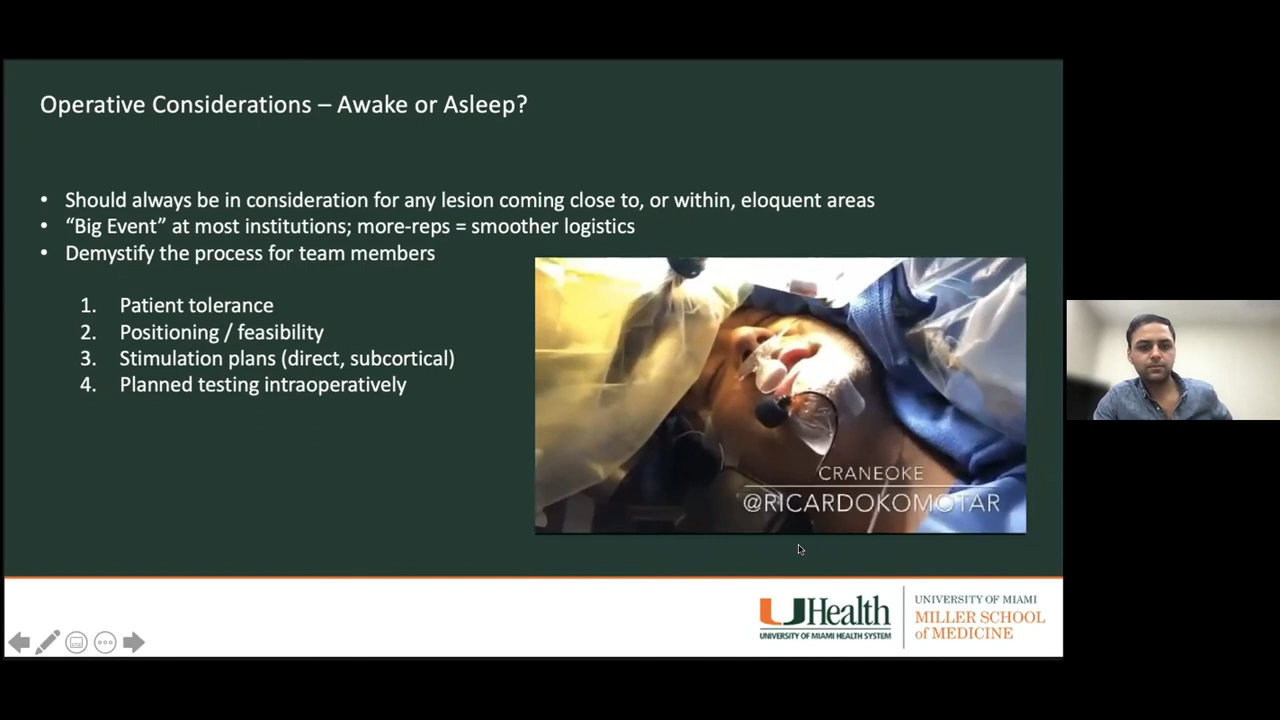 Operative Considerations – Awake or Asleep?
• Should always be in consideration for any lesion coming close to, or within, eloquent areas
• “Big Event” at most institutions; more-reps = smoother logistics
• Demystify the process for team members
1. Patient tolerance
2. Positioning / feasibility
3. Stimulation plans (direct, subcortical)
4. Planned testing intraoperatively
CRANEOKE
@RICARDOKOMOTAR
UHealth
UNIVERSITY OF MIAMI HEALTH SYSTEM
UNIVERSITY OF MIAMI
MILLER SCHOOL
of MEDICINE